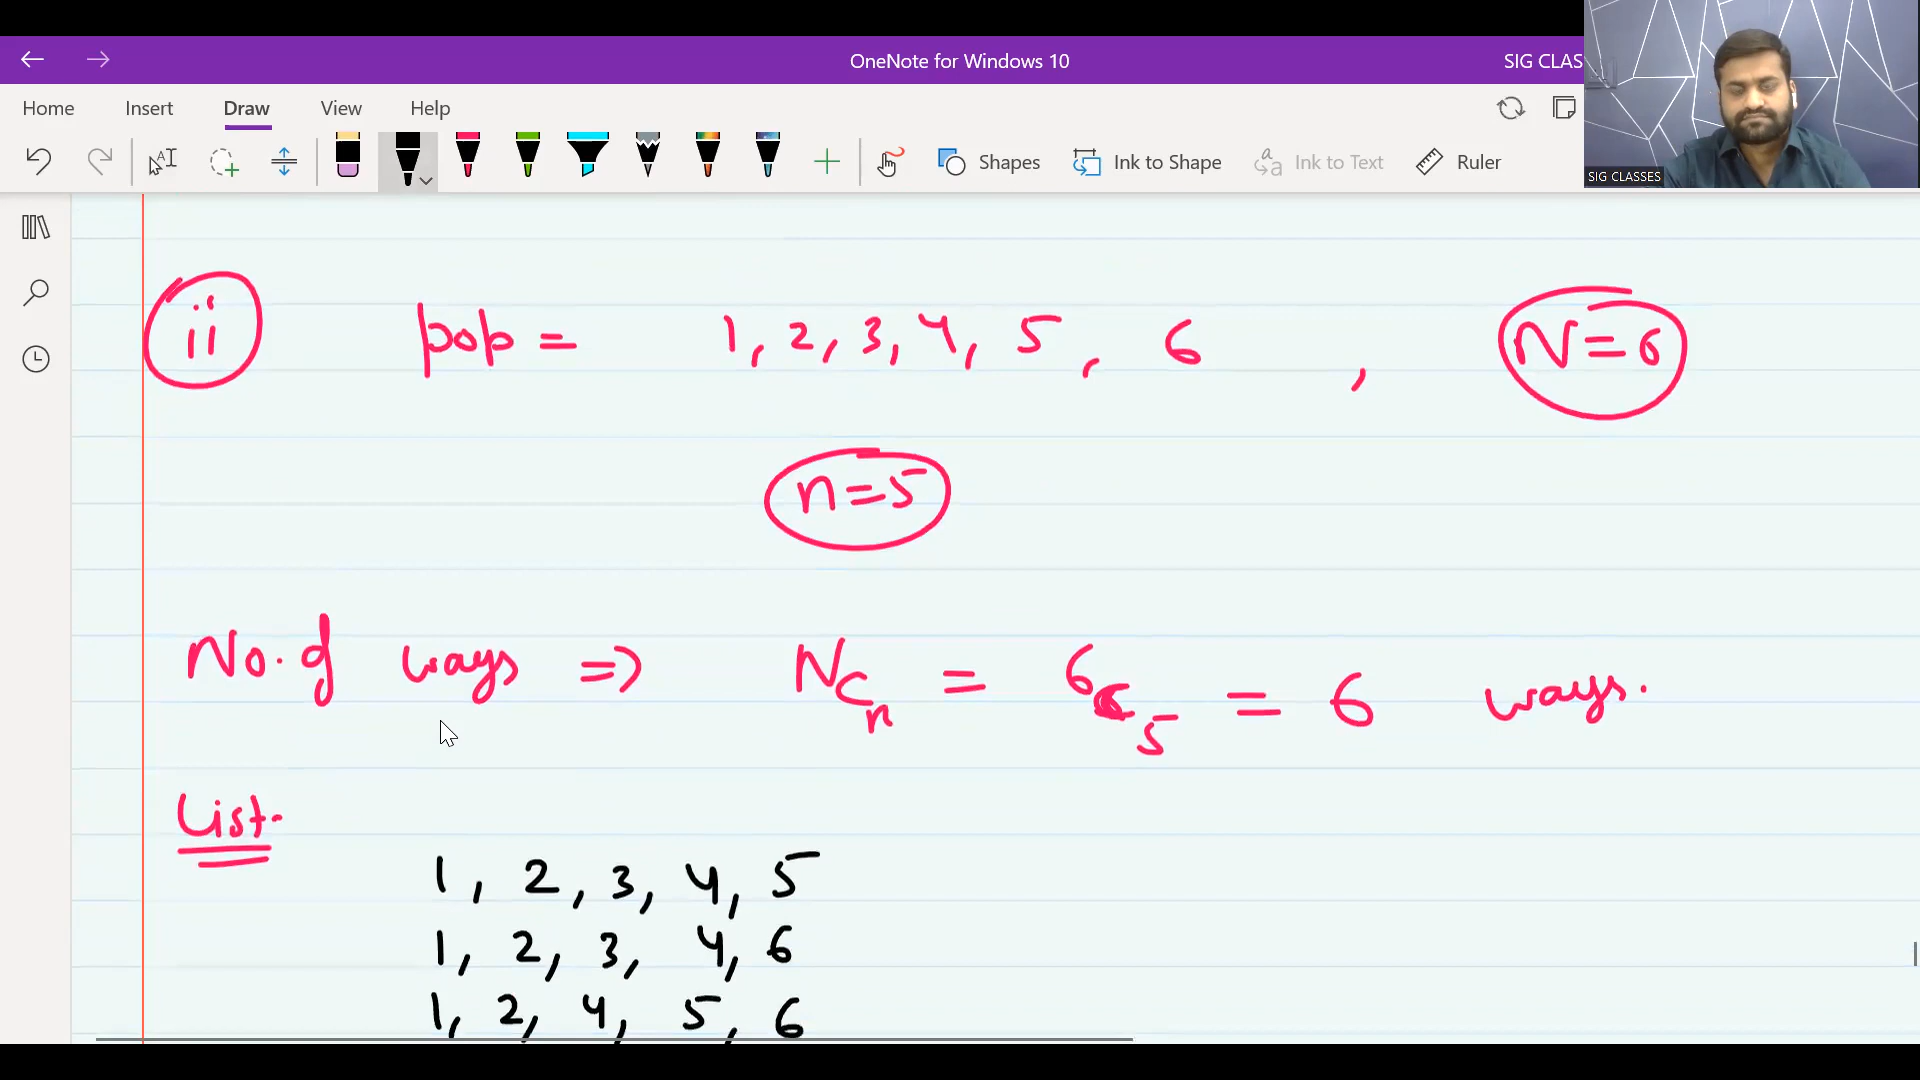 OneNote for Windows 10
SIG CLAS
Home Insert Draw View Help
Shapes Ink to Shape Ink to Text Ruler
SIG CLASSES
ii pop = 1, 2, 3, 4, 5, 6 , N=6
n=5
No. of ways => NCn = 6C5 = 6 ways.
List.
1, 2, 3, 4, 5
1, 2, 3, 4, 6
1, 2, 4, 5, 6